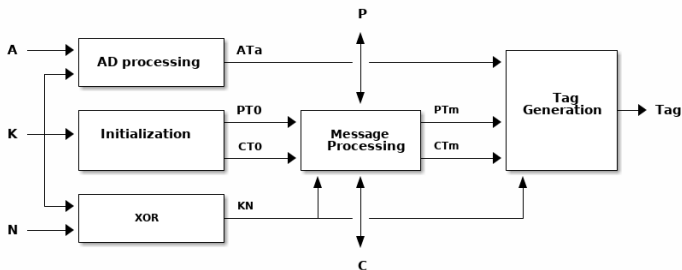 P
A
AD processing
ATa
Tag
Generation
Tag
K
Initialization
PT0
CT0
Message
Processing
PTm
CTm
N
XOR
KN
C